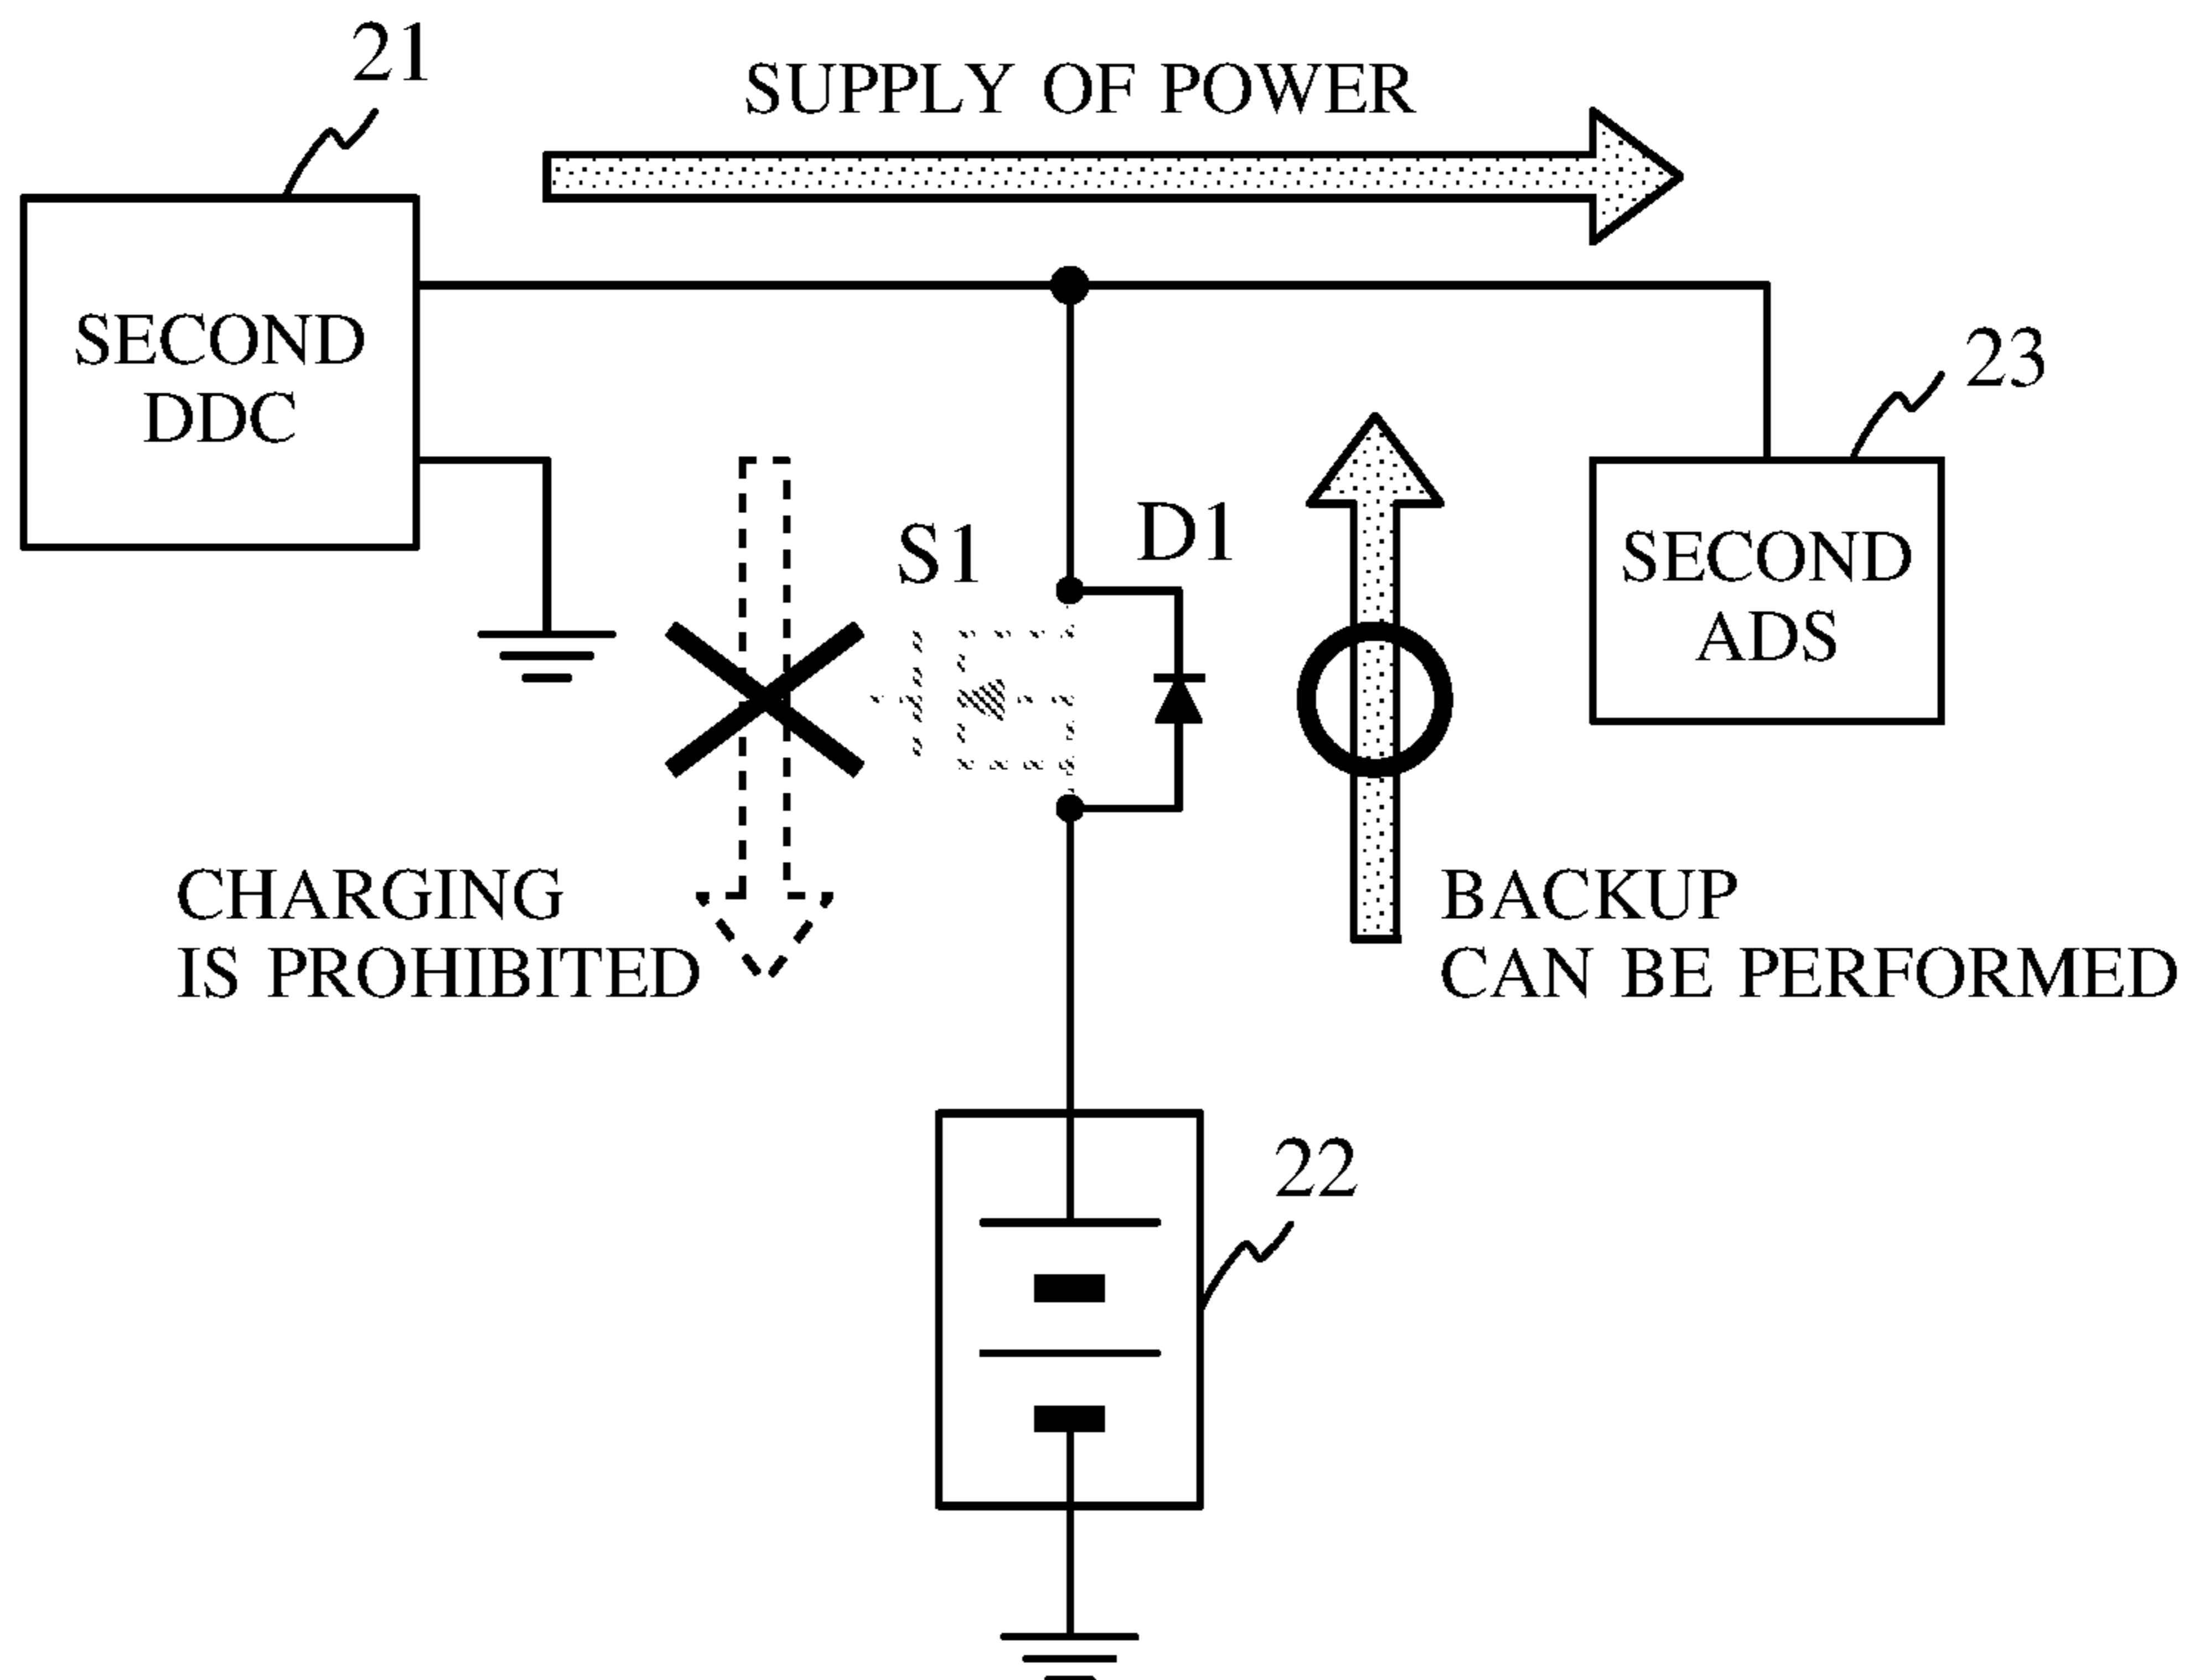 21
SUPPLY OF POWER
SECOND
DDC
23
S1
D1
SECOND
ADS
CHARGING
IS PROHIBITED
BACKUP
CAN BE PERFORMED
22